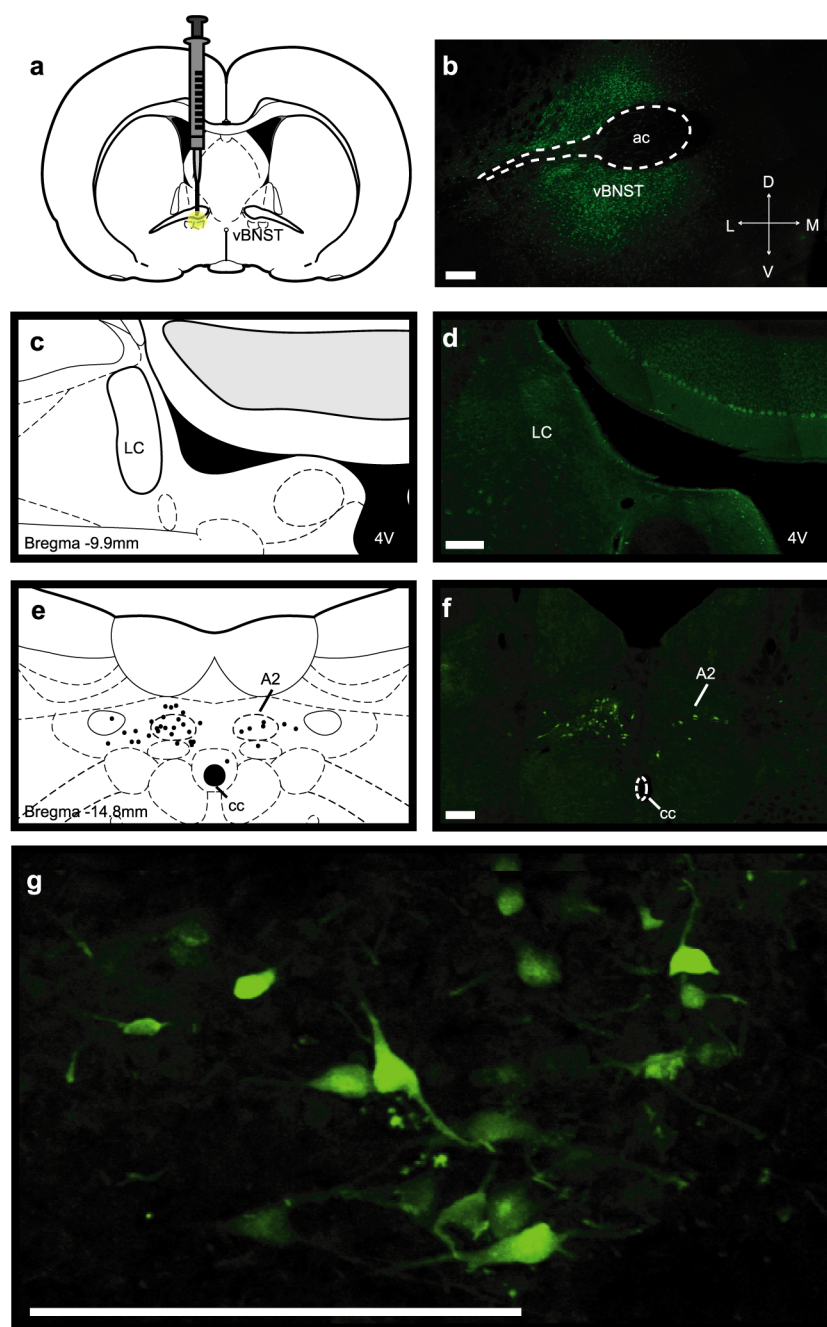 a
vBNST
b
ac
vBNST
D
L
M
V
c
LC
4V
Bregma -9.9mm
d
LC
4V
e
A2
cc
Bregma -14.8mm
f
A2
cc
g